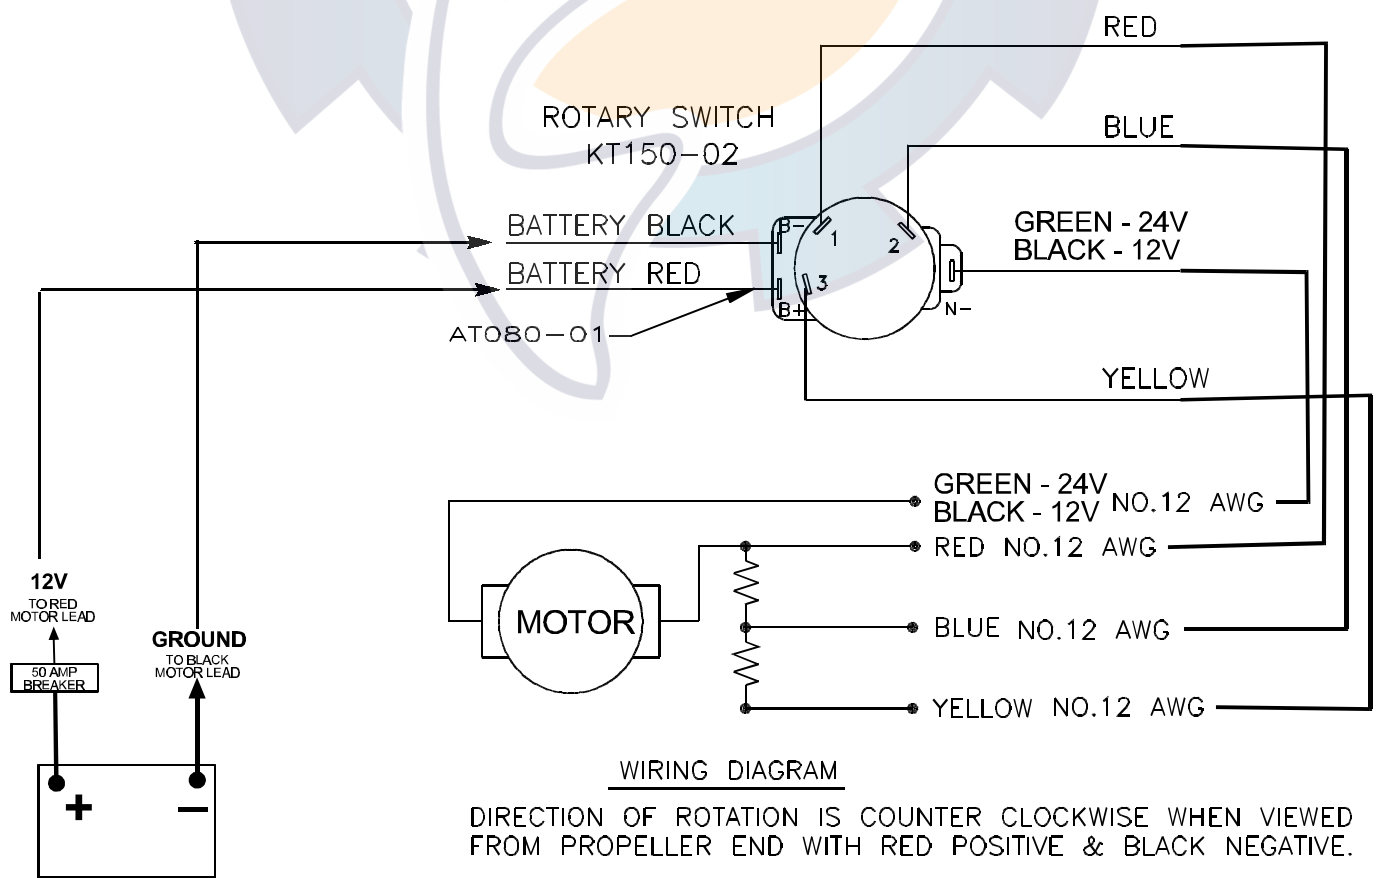 RED
ROTARY SWITCH
KT150-02
BLUE
BATTERY BLACK
BATTERY RED
AT080-01
B-
B+
1
2
3
N-
GREEN - 24V
BLACK - 12V
YELLOW
GREEN - 24V
BLACK - 12V
NO.12 AWG
RED NO.12 AWG
BLUE NO.12 AWG
YELLOW NO.12 AWG
MOTOR
12V
TO RED
MOTOR LEAD
50 AMP
BREAKER
GROUND
TO BLACK
MOTOR LEAD
+
−
WIRING DIAGRAM
DIRECTION OF ROTATION IS COUNTER CLOCKWISE WHEN VIEWED
FROM PROPELLER END WITH RED POSITIVE & BLACK NEGATIVE.